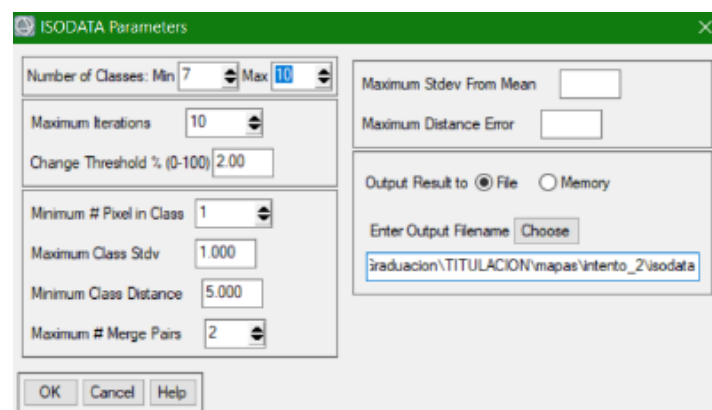 ISODATA Parameters
Number of Classes: Min 7 Max 10
Maximum Iterations 10
Change Threshold % (0-100) 2.00
Minimum # Pixel in Class 1
Maximum Class Stdv 1.000
Minimum Class Distance 5.000
Maximum # Merge Pairs 2
Maximum Stdev From Mean
Maximum Distance Error
Output Result to File Memory
Enter Output Filename Choose
Graduacion\TITULACION\mapas\intento_2\isodata
OK Cancel Help